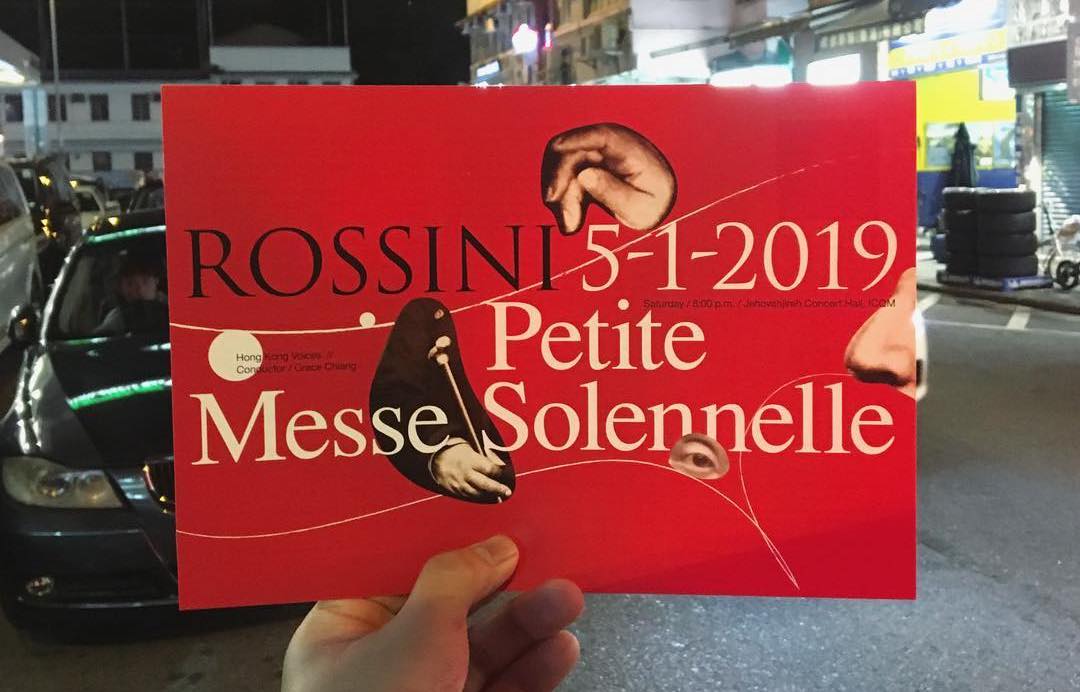 ROSSINI 5-1-2019
Saturday / 8:00 p.m. / Jehovahjireh Concert Hall, ICQM
Petite
Hong Kong Voices //
Conductor / Grace Chiang
Messe Solennelle